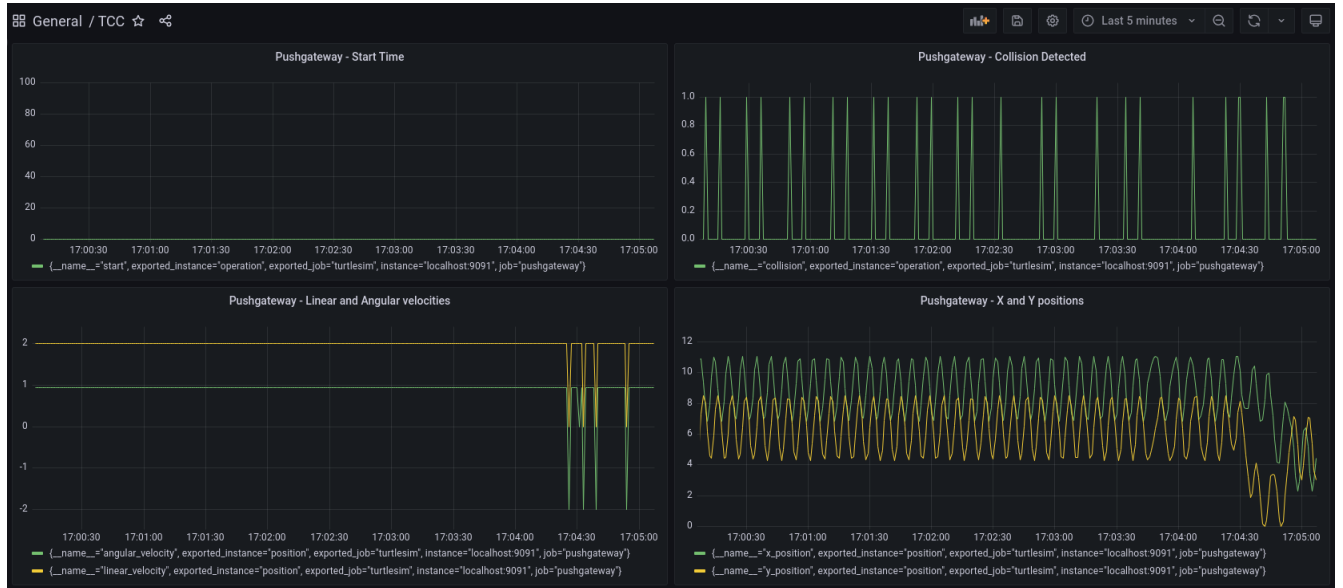 General / TCC
Last 5 minutes
Pushgateway - Start Time
100
80
60
40
20
0
17:00:30 17:01:00 17:01:30 17:02:00 17:02:30 17:03:00 17:03:30 17:04:00 17:04:30 17:05:00
{__name__="start", exported_instance="operation", exported_job="turtlesim", instance="localhost:9091", job="pushgateway"}
Pushgateway - Collision Detected
1.0
0.8
0.6
0.4
0.2
0.0
17:00:30 17:01:00 17:01:30 17:02:00 17:02:30 17:03:00 17:03:30 17:04:00 17:04:30 17:05:00
{__name__="collision", exported_instance="operation", exported_job="turtlesim", instance="localhost:9091", job="pushgateway"}
Pushgateway - Linear and Angular velocities
2
1
0
-1
-2
17:00:30 17:01:00 17:01:30 17:02:00 17:02:30 17:03:00 17:03:30 17:04:00 17:04:30 17:05:00
{__name__="angular_velocity", exported_instance="position", exported_job="turtlesim", instance="localhost:9091", job="pushgateway"}
{__name__="linear_velocity", exported_instance="position", exported_job="turtlesim", instance="localhost:9091", job="pushgateway"}
Pushgateway - X and Y positions
12
10
8
6
4
2
0
17:00:30 17:01:00 17:01:30 17:02:00 17:02:30 17:03:00 17:03:30 17:04:00 17:04:30 17:05:00
{__name__="x_position", exported_instance="position", exported_job="turtlesim", instance="localhost:9091", job="pushgateway"}
{__name__="y_position", exported_instance="position", exported_job="turtlesim", instance="localhost:9091", job="pushgateway"}